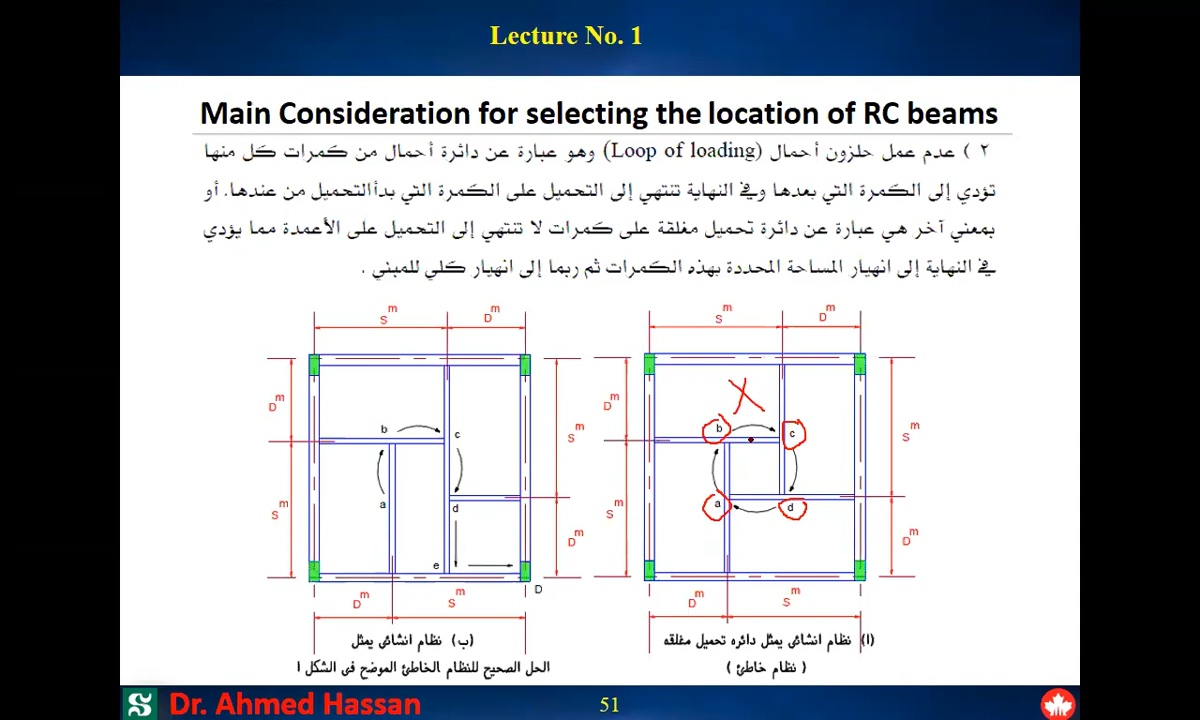 Lecture No. 1
Main Consideration for selecting the location of RC beams
٢ ) عدم عمل حلزون أحمال (Loop of loading) وهو عبارة عن دائرة أحمال من كمرات كل منها
تؤدي إلى الكمرة التي بعدها وفي النهاية تنتهي إلى التحميل على الكمرة التي بدأ التحميل من عندها. أو
بمعني آخر هي عبارة عن دائرة تحميل مغلقة على كمرات لا تنتهي إلى التحميل على الأعمدة مما يؤدي
في النهاية إلى انهيار المساحة المحددة بهذه الكمرات ثم ربما إلى انهيار كلي للمبني .
S m D m
D m
S m
b
c
a
d
e
S m
D m
D
D m S m
(ب) نظام انشائى يمثل
الحل الصحيح للنظام الخاطئ الموضح فى الشكل ا
S m D m
D m
S m
X
b
c
a
d
S m
D m
D m S m
(ا) نظام انشائى يمثل دائره تحميل مغلقه
( نظام خاطئ )
Dr. Ahmed Hassan
51